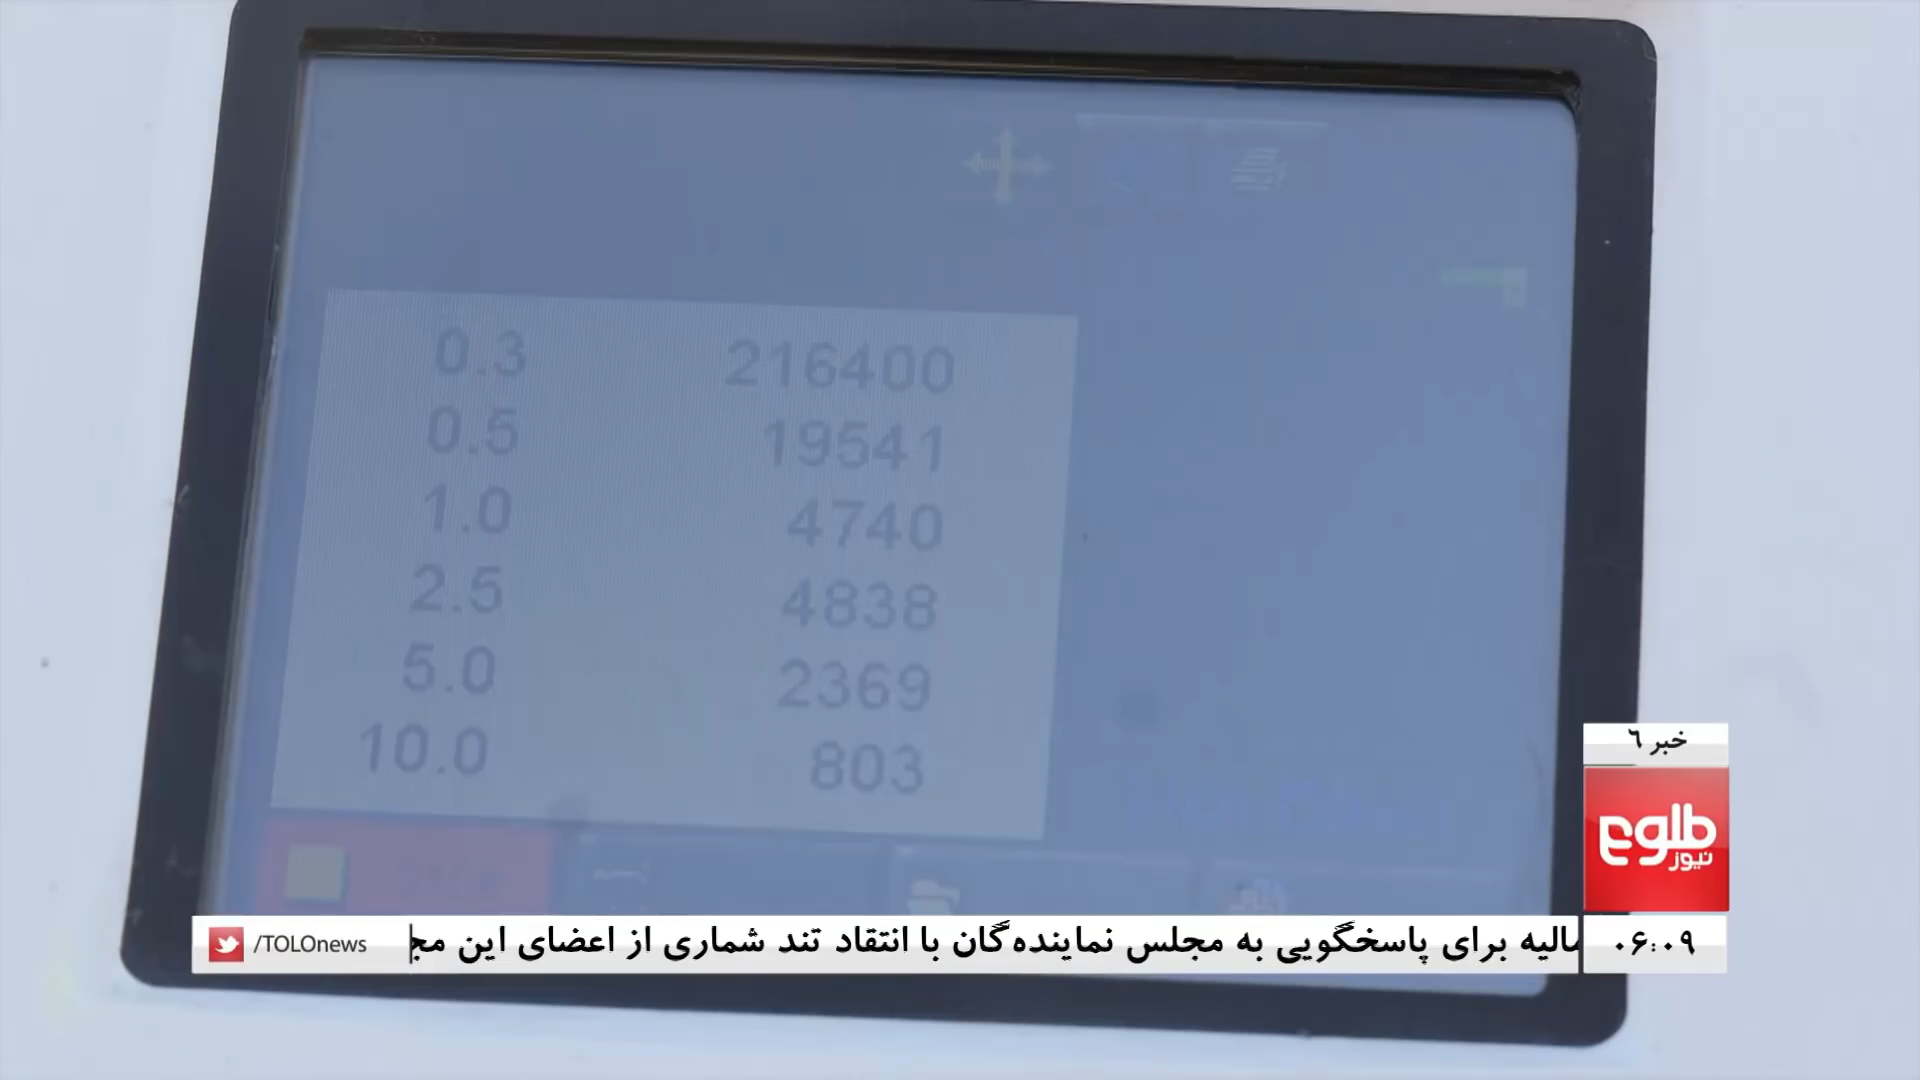 0.3 216400
0.5 19541
1.0 4740
2.5 4838
5.0 2369
10.0 803
خبر ٦
طلوع
نیوز
/TOLOnews
مالیه برای پاسخگویی به مجلس نماینده‌گان با انتقاد تند شماری از اعضای این مج
۰۶:۰۹